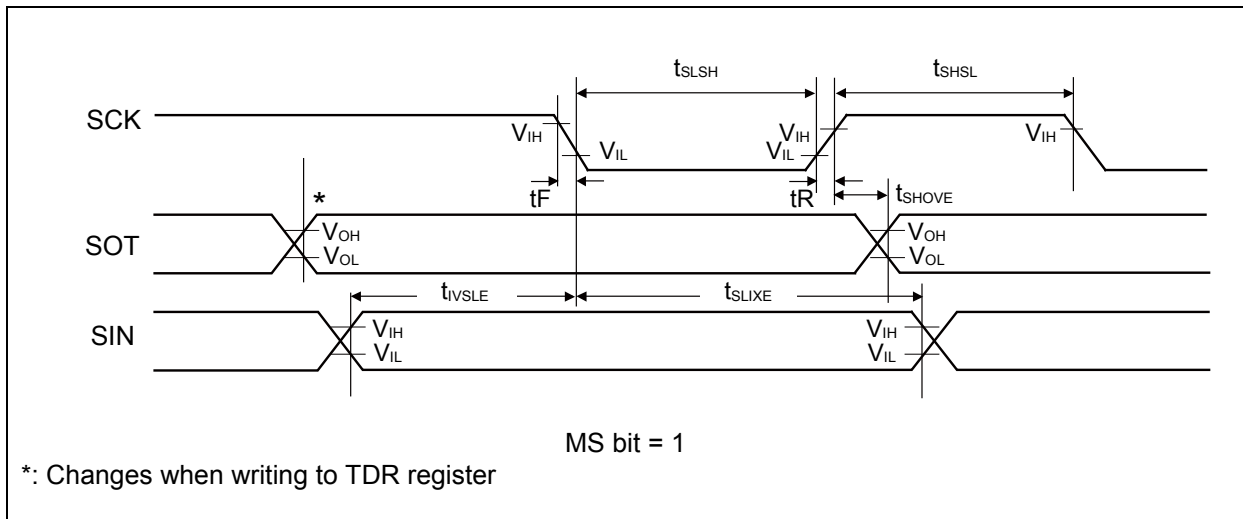 tSLSH
tSHSL
SCK
VIH
VIL
VIL
VIH
VIH
tF
tR
tSHOVE
*
SOT
VOH
VOL
VOH
VOL
tIVSLE
tSLIXE
SIN
VIH
VIL
VIH
VIL
MS bit = 1
*: Changes when writing to TDR register